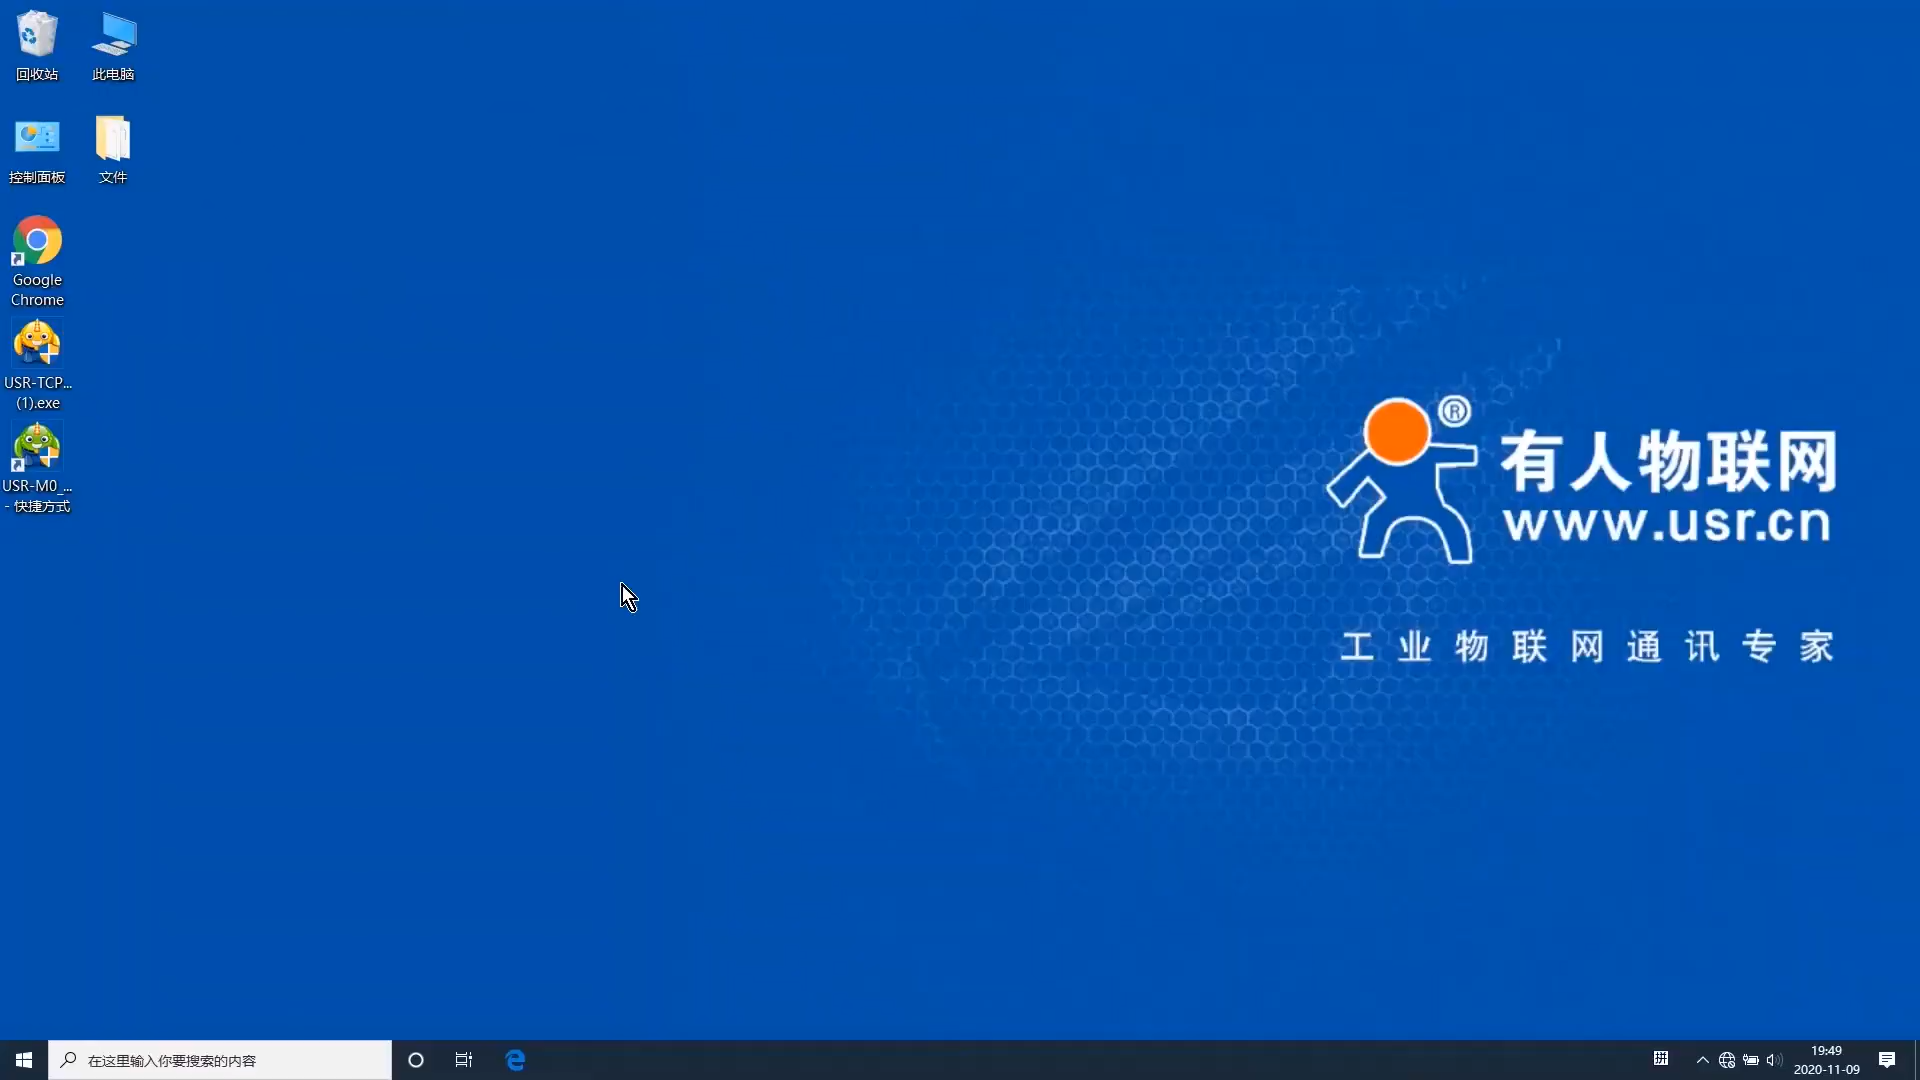 回收站
此电脑
控制面板
文件
Google
Chrome
USR-TCP...
(1).exe
USR-M0_...
- 快捷方式
®
有人物联网
www.usr.cn
工业物联网通讯专家
在这里输入你要搜索的内容
拼
19:49
2020-11-09